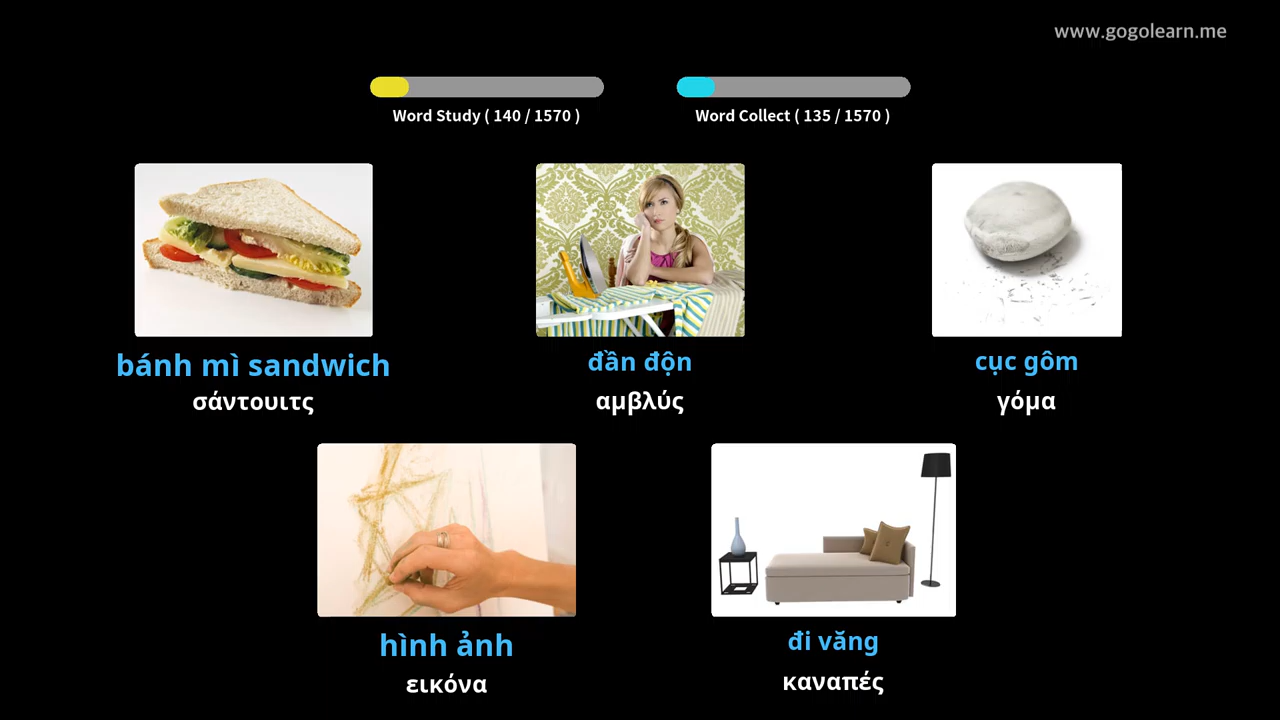 www.gogolearn.me
Word Study ( 140 / 1570 )
Word Collect ( 135 / 1570 )
bánh mì sandwich
σάντουιτς
đần độn
αμβλύς
cục gôm
γόμα
hình ảnh
εικόνα
đi văng
καναπές